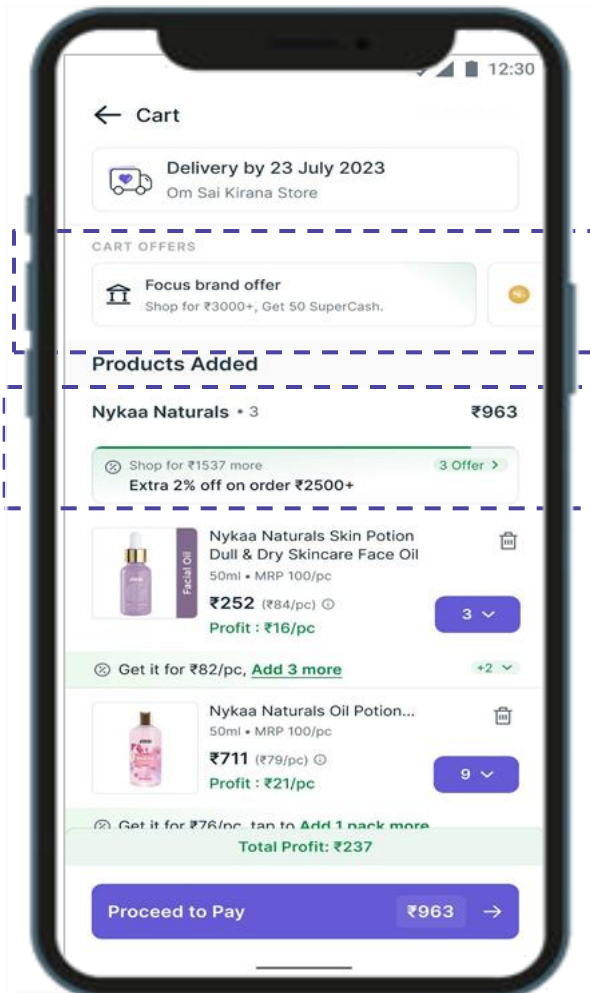 12:30
Cart
Delivery by 23 July 2023
Om Sai Kirana Store
CART OFFERS
Focus brand offer
Shop for ₹3000+, Get 50 SuperCash.
Products Added
Nykaa Naturals • 3 ₹963
Shop for ₹1537 more 3 Offer >
Extra 2% off on order ₹2500+
Facial Oil
Nykaa Naturals Skin Potion
Dull & Dry Skincare Face Oil
50ml • MRP 100/pc
₹252 (₹84/pc)
3
Profit : ₹16/pc
Get it for ₹82/pc, Add 3 more +2
Nykaa Naturals Oil Potion...
50ml • MRP 100/pc
₹711 (₹79/pc)
9
Profit : ₹21/pc
Get it for ₹76/pc, tap to Add 1 pack more
Total Profit: ₹237
Proceed to Pay ₹963